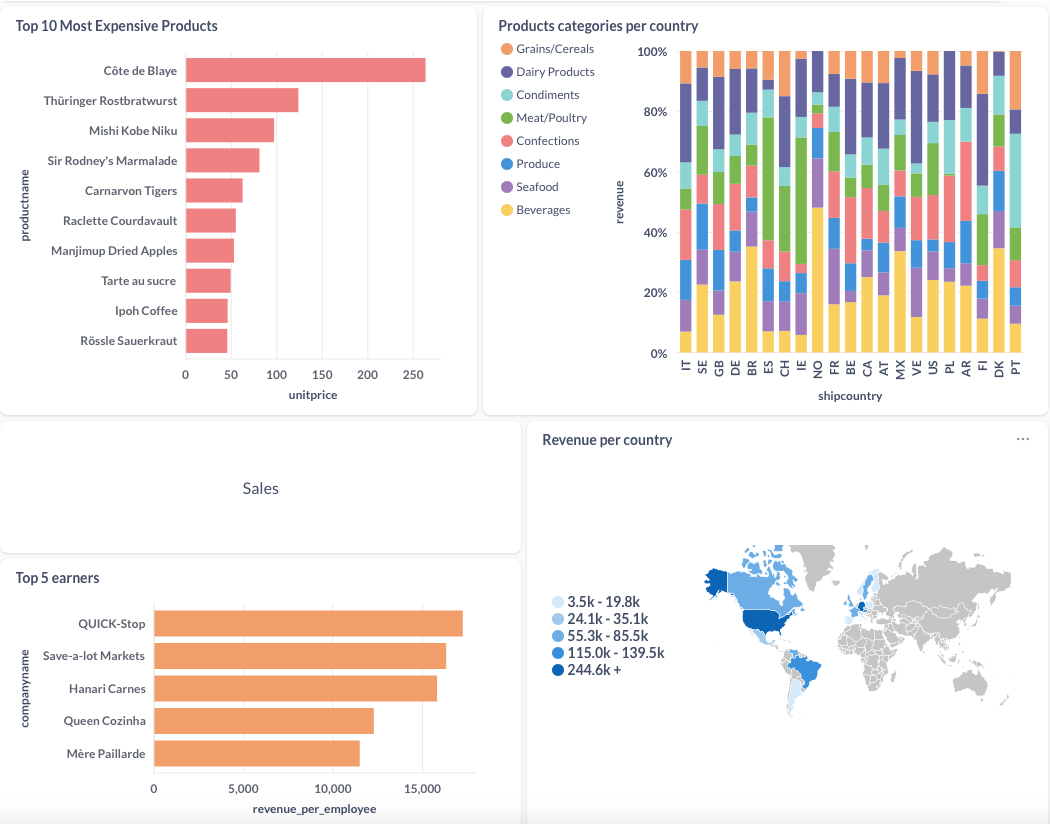 Top 10 Most Expensive Products
productname
Côte de Blaye
Thüringer Rostbratwurst
Mishi Kobe Niku
Sir Rodney's Marmalade
Carnarvon Tigers
Raclette Courdavault
Manjimup Dried Apples
Tarte au sucre
Ipoh Coffee
Rössle Sauerkraut
0 50 100 150 200 250
unitprice
Products categories per country
Grains/Cereals
Dairy Products
Condiments
Meat/Poultry
Confections
Produce
Seafood
Beverages
revenue
100%
80%
60%
40%
20%
0%
IT SE GB DE BR ES CH IE NO FR BE CA AT MX VE US PL AR FI DK PT
shipcountry
Sales
Top 5 earners
companyname
QUICK-Stop
Save-a-lot Markets
Hanari Carnes
Queen Cozinha
Mère Paillarde
0 5,000 10,000 15,000
revenue_per_employee
Revenue per country
...
3.5k - 19.8k
24.1k - 35.1k
55.3k - 85.5k
115.0k - 139.5k
244.6k +